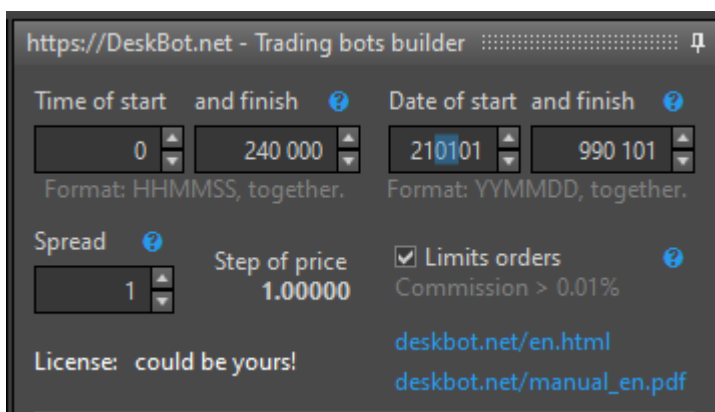 https://DeskBot.net - Trading bots builder
Time of start and finish ? Date of start and finish ?
0 240 000 210101 990 101
Format: HHMMSS, together. Format: YYMMDD, together.
Spread ? Step of price Limits orders ?
1 1.00000 Commission > 0.01%
deskbot.net/en.html
License: could be yours!
deskbot.net/manual_en.pdf